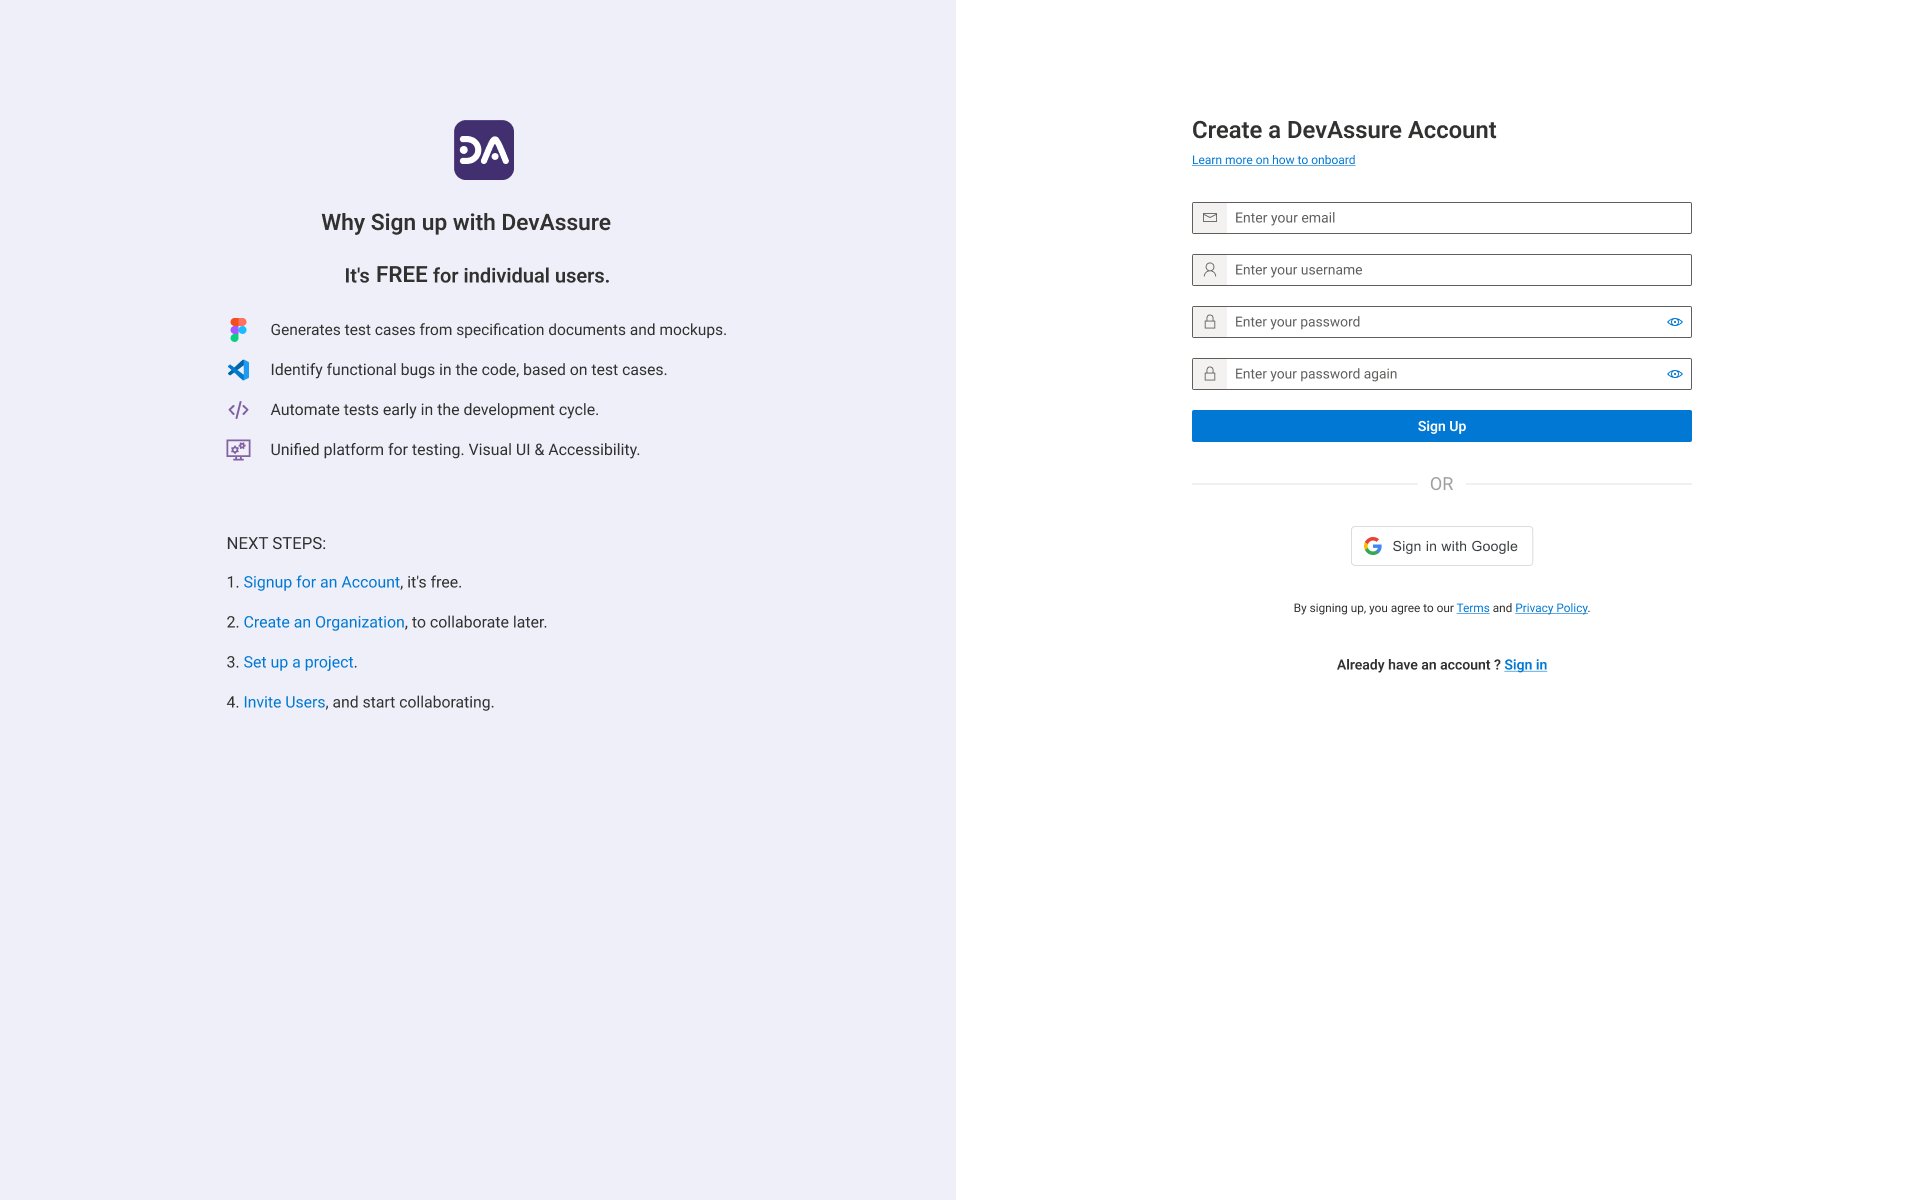 DA
Why Sign up with DevAssure
It's FREE for individual users.
Generates test cases from specification documents and mockups.
Identify functional bugs in the code, based on test cases.
Automate tests early in the development cycle.
Unified platform for testing. Visual UI & Accessibility.
NEXT STEPS:
1. Signup for an Account, it's free.
2. Create an Organization, to collaborate later.
3. Set up a project.
4. Invite Users, and start collaborating.
Create a DevAssure Account
Learn more on how to onboard
Enter your email
Enter your username
Enter your password
Enter your password again
Sign Up
OR
Sign in with Google
By signing up, you agree to our Terms and Privacy Policy.
Already have an account ? Sign in